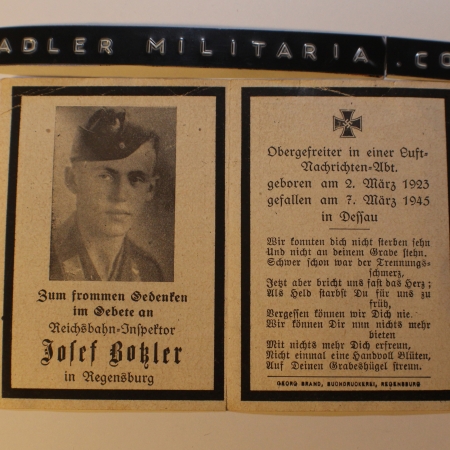 ADLER MILITARIA .CO
Zum frommen Gedenken
im Gebete an
Reichsbahn-Inspektor
Josef Botzler
in Regensburg
Obergefreiter in einer Luft-
Nachrichten-Abt.
geboren am 2. März 1923
gefallen am 7. März 1945
in Dessau
Wir konnten dich nicht sterben sehn
Und nicht an deinem Grabe stehn.
Schwer schon war der Trennungs-
schmerz,
Jetzt aber bricht uns fast das Herz;
Als Held starbst Du für uns zu
früh,
Vergessen können wir Dich nie.
Wir können Dir nun nichts mehr
bieten
Mit nichts mehr Dich erfreun,
Nicht einmal eine Handvoll Blüten,
Auf Deinen Grabeshügel streun.
GEORG BRAND, BUCHDRUCKEREI, REGENSBURG